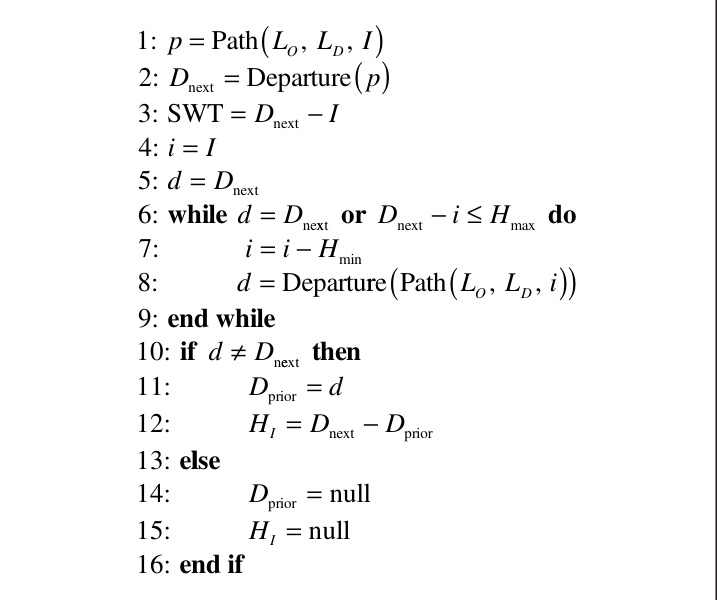 1: p = Path(L_O, L_D, I)
2: D_next = Departure(p)
3: SWT = D_next − I
4: i = I
5: d = D_next
6: while d = D_next or D_next − i ≤ H_max do
7: i = i − H_min
8: d = Departure(Path(L_O, L_D, i))
9: end while
10: if d ≠ D_next then
11: D_prior = d
12: H_I = D_next − D_prior
13: else
14: D_prior = null
15: H_I = null
16: end if